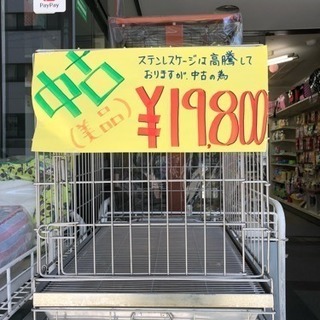 PayPay
中古
(美品)
ステンレスケージは高騰して
おりますが、中古の為
¥19,800